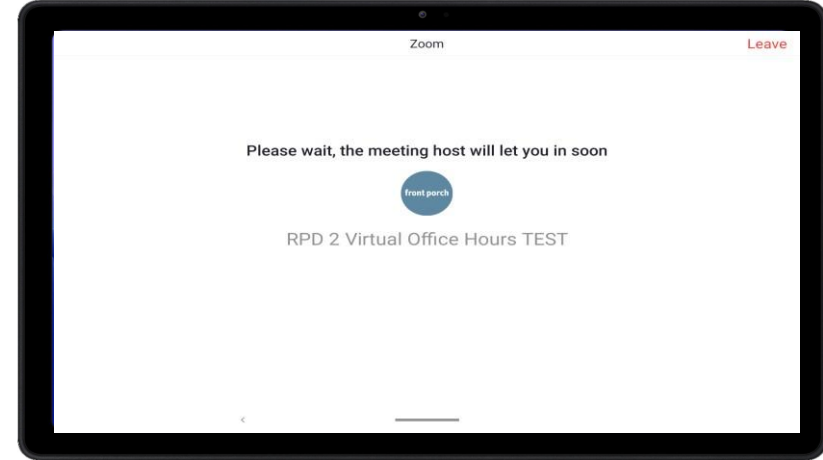 Zoom
Leave
Please wait, the meeting host will let you in soon
front porch
RPD 2 Virtual Office Hours TEST